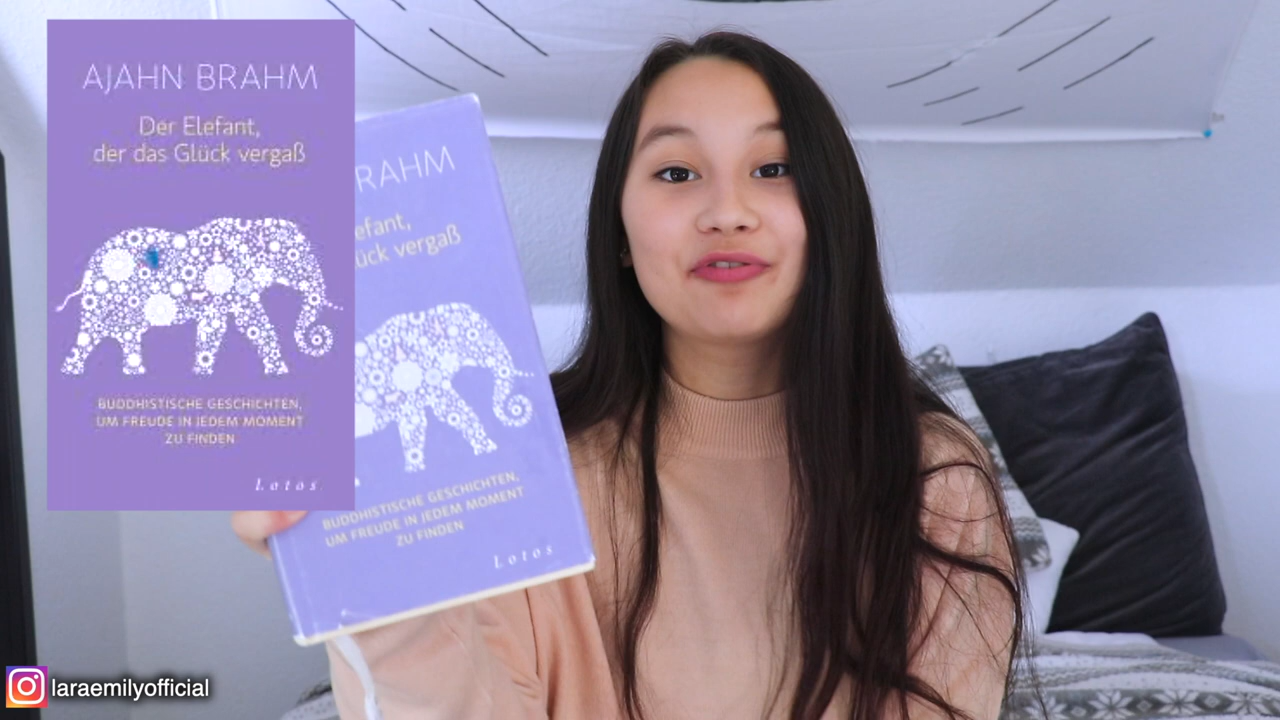 AJAHN BRAHM
Der Elefant,
der das Glück vergaß
BUDDHISTISCHE GESCHICHTEN,
UM FREUDE IN JEDEM MOMENT
ZU FINDEN
Lotos
RAHM
efant,
ück vergaß
BUDDHISTISCHE GESCHICHTEN,
UM FREUDE IN JEDEM MOMENT
ZU FINDEN
Lotos
laraemilyofficial